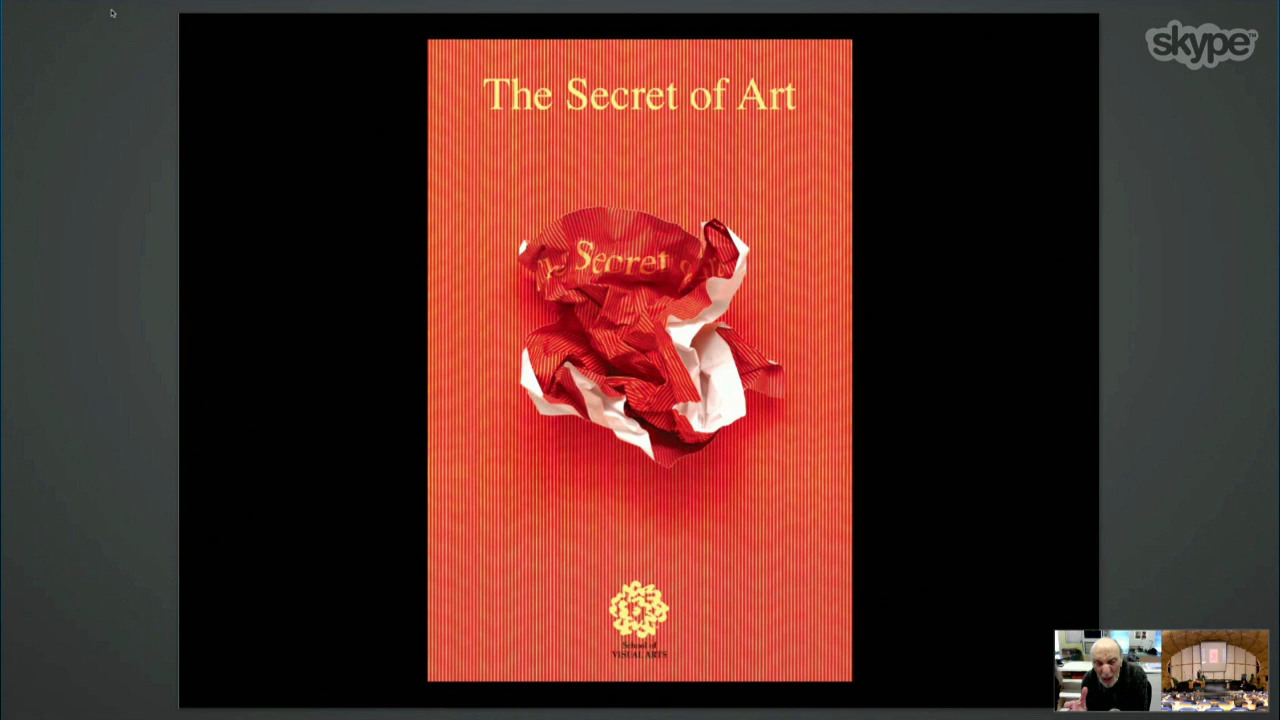 skype
The Secret of Art
Secret
School of
VISUAL ARTS